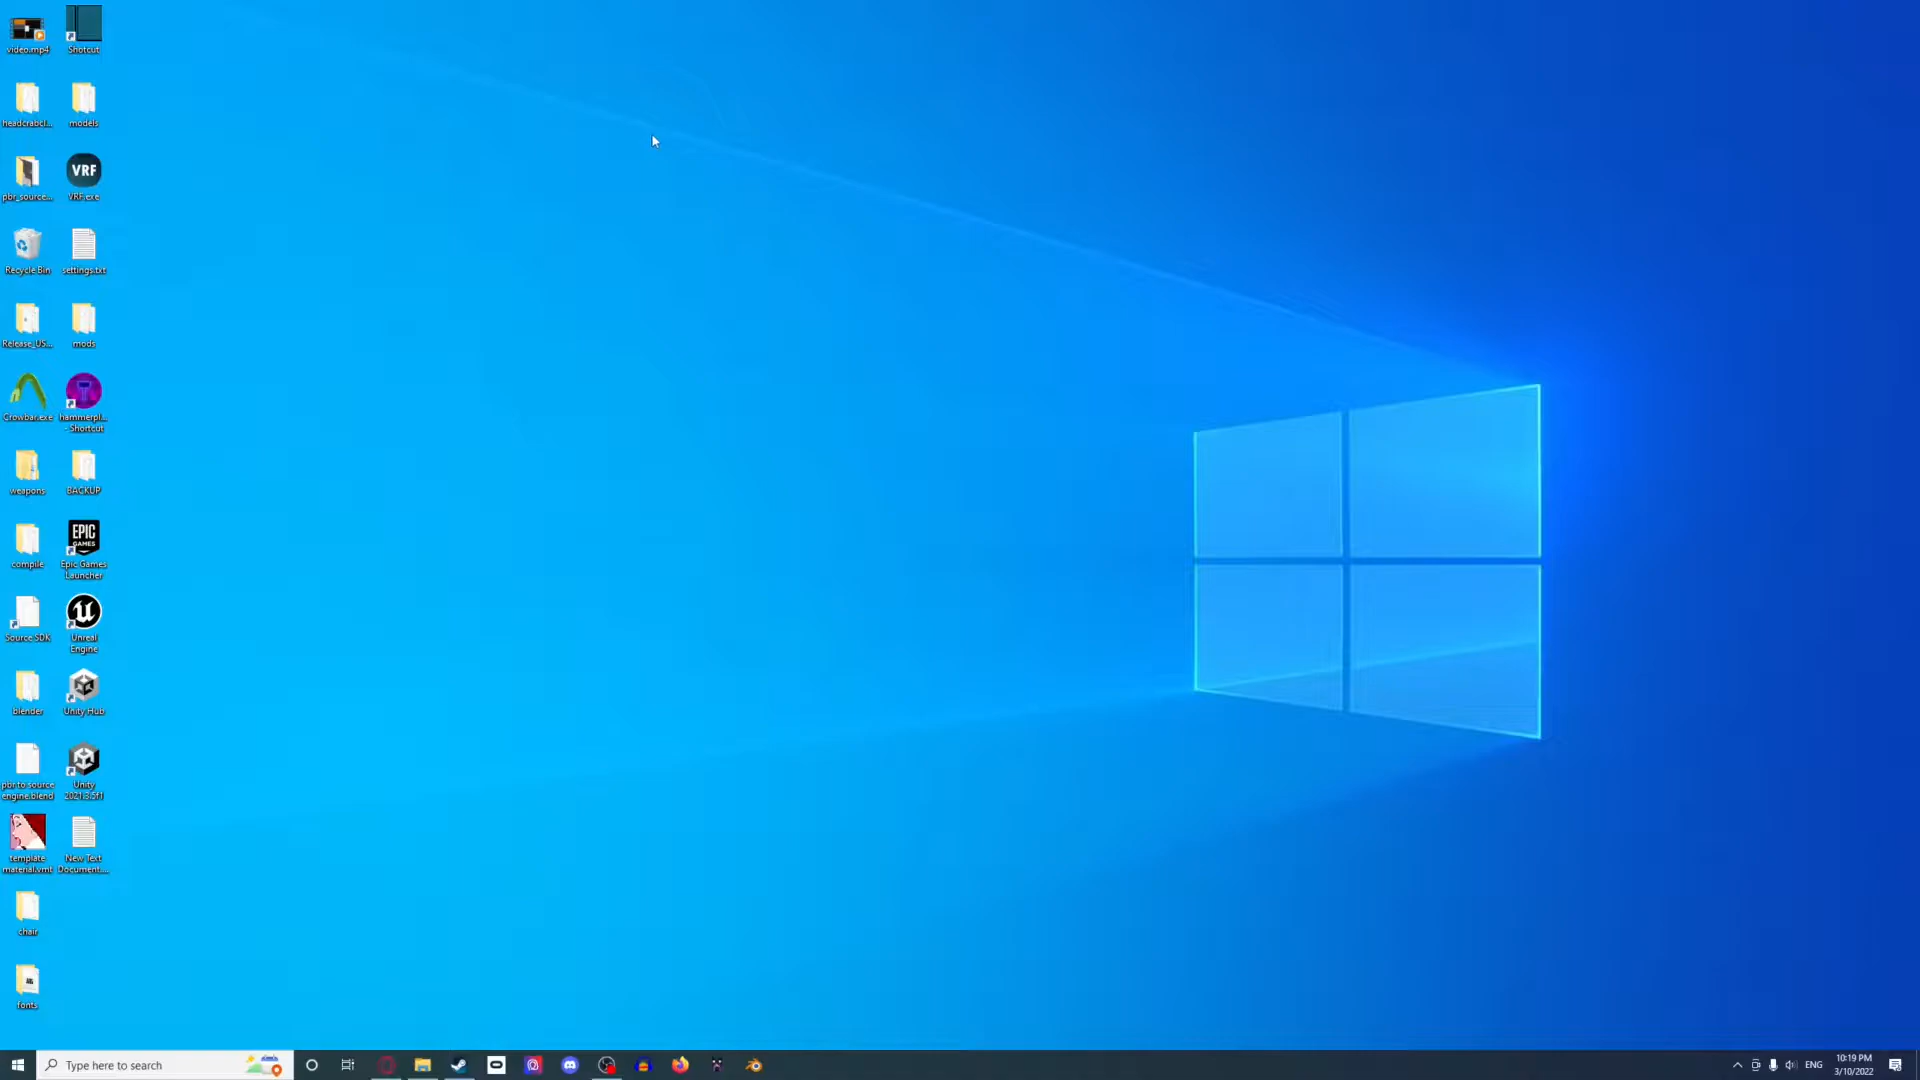 video.mp4
Shotcut
headcrabcl...
models
pbr_source...
VRF
VRF.exe
Recycle Bin
settings.txt
Release_US...
mods
Crowbar.exe
hammerpl...
- Shortcut
weapons
BACKUP
compile
EPIC
GAMES
Epic Games
Launcher
Source SDK
Unreal
Engine
blender
Unity Hub
pbr to source
engine.blend
Unity
2021.3.5f1
template
material.vmt
New Text
Document....
chair
fonts
Type here to search
ENG
10:19 PM
3/10/2022